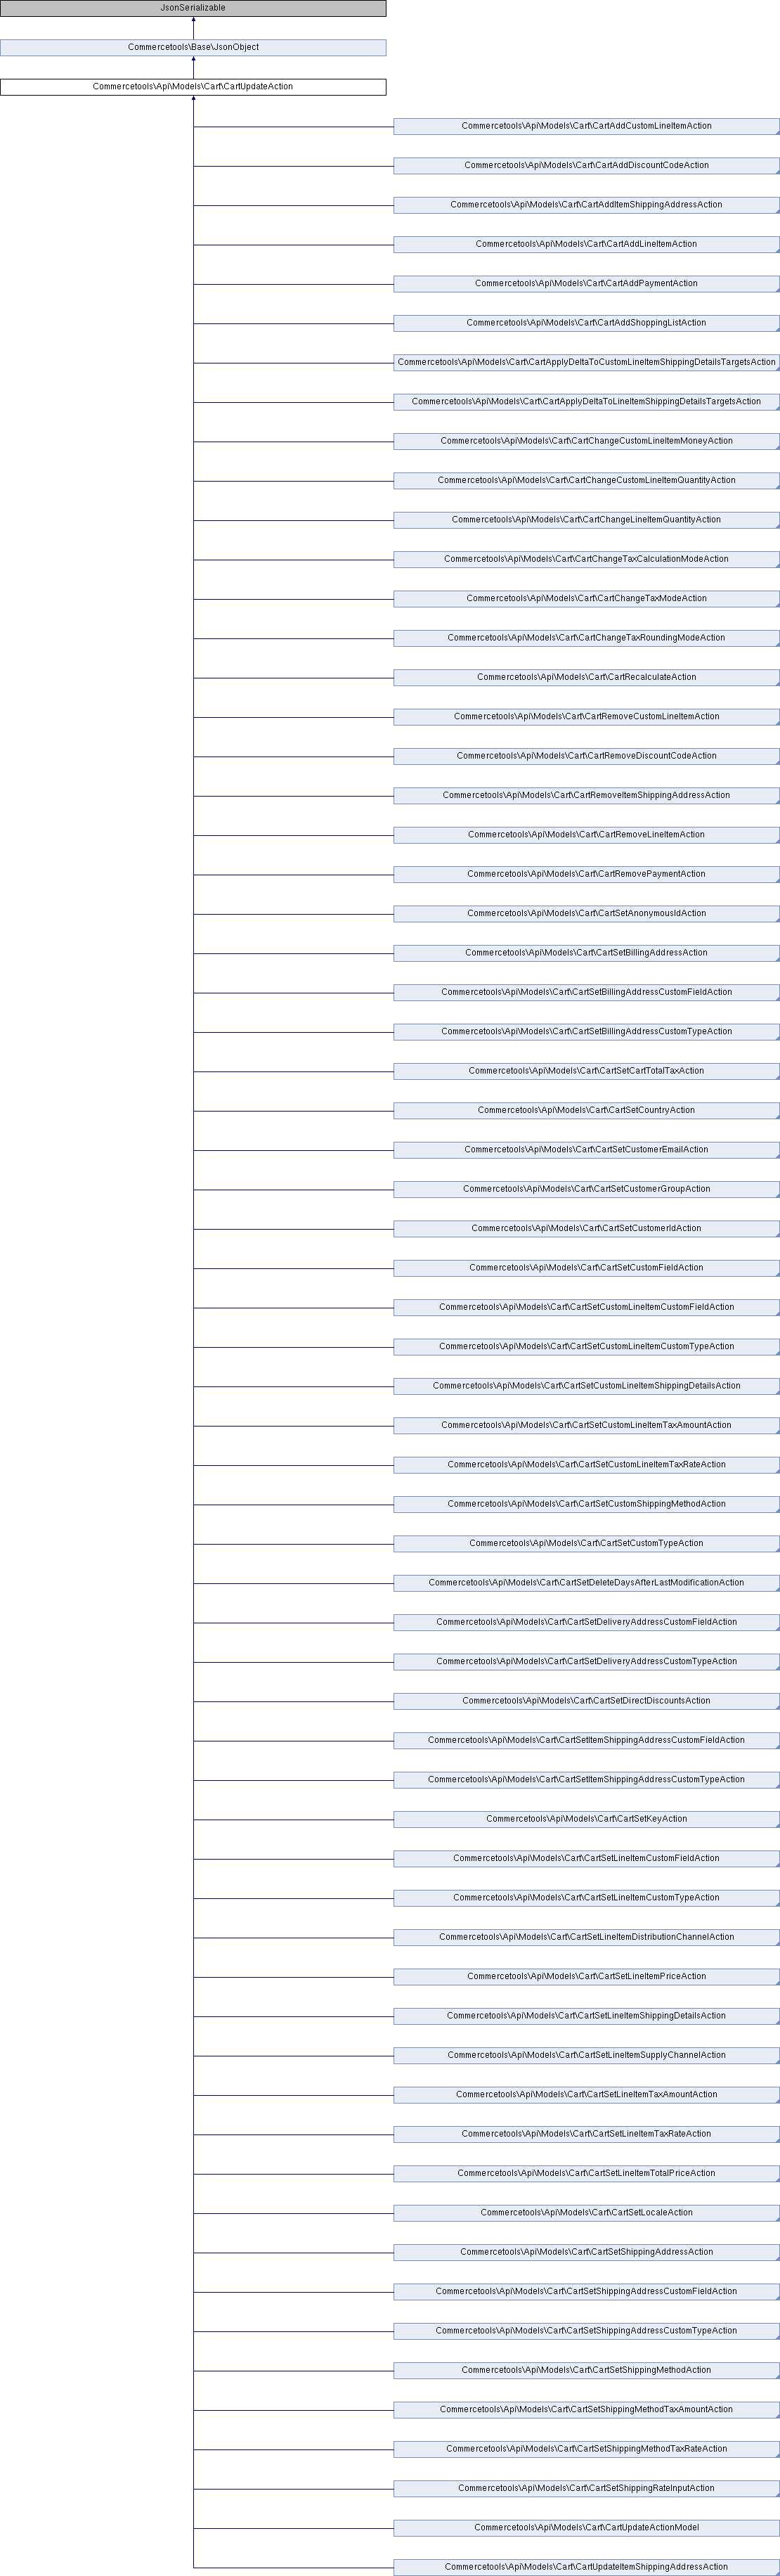 JsonSerializable
Commercetools\Base\JsonObject
Commercetools\Api\Models\Cart\CartUpdateAction
Commercetools\Api\Models\Cart\CartAddCustomLineItemAction
Commercetools\Api\Models\Cart\CartAddDiscountCodeAction
Commercetools\Api\Models\Cart\CartAddItemShippingAddressAction
Commercetools\Api\Models\Cart\CartAddLineItemAction
Commercetools\Api\Models\Cart\CartAddPaymentAction
Commercetools\Api\Models\Cart\CartAddShoppingListAction
Commercetools\Api\Models\Cart\CartApplyDeltaToCustomLineItemShippingDetailsTargetsAction
Commercetools\Api\Models\Cart\CartApplyDeltaToLineItemShippingDetailsTargetsAction
Commercetools\Api\Models\Cart\CartChangeCustomLineItemMoneyAction
Commercetools\Api\Models\Cart\CartChangeCustomLineItemQuantityAction
Commercetools\Api\Models\Cart\CartChangeLineItemQuantityAction
Commercetools\Api\Models\Cart\CartChangeTaxCalculationModeAction
Commercetools\Api\Models\Cart\CartChangeTaxModeAction
Commercetools\Api\Models\Cart\CartChangeTaxRoundingModeAction
Commercetools\Api\Models\Cart\CartRecalculateAction
Commercetools\Api\Models\Cart\CartRemoveCustomLineItemAction
Commercetools\Api\Models\Cart\CartRemoveDiscountCodeAction
Commercetools\Api\Models\Cart\CartRemoveItemShippingAddressAction
Commercetools\Api\Models\Cart\CartRemoveLineItemAction
Commercetools\Api\Models\Cart\CartRemovePaymentAction
Commercetools\Api\Models\Cart\CartSetAnonymousIdAction
Commercetools\Api\Models\Cart\CartSetBillingAddressAction
Commercetools\Api\Models\Cart\CartSetBillingAddressCustomFieldAction
Commercetools\Api\Models\Cart\CartSetBillingAddressCustomTypeAction
Commercetools\Api\Models\Cart\CartSetCartTotalTaxAction
Commercetools\Api\Models\Cart\CartSetCountryAction
Commercetools\Api\Models\Cart\CartSetCustomerEmailAction
Commercetools\Api\Models\Cart\CartSetCustomerGroupAction
Commercetools\Api\Models\Cart\CartSetCustomerIdAction
Commercetools\Api\Models\Cart\CartSetCustomFieldAction
Commercetools\Api\Models\Cart\CartSetCustomLineItemCustomFieldAction
Commercetools\Api\Models\Cart\CartSetCustomLineItemCustomTypeAction
Commercetools\Api\Models\Cart\CartSetCustomLineItemShippingDetailsAction
Commercetools\Api\Models\Cart\CartSetCustomLineItemTaxAmountAction
Commercetools\Api\Models\Cart\CartSetCustomLineItemTaxRateAction
Commercetools\Api\Models\Cart\CartSetCustomShippingMethodAction
Commercetools\Api\Models\Cart\CartSetCustomTypeAction
Commercetools\Api\Models\Cart\CartSetDeleteDaysAfterLastModificationAction
Commercetools\Api\Models\Cart\CartSetDeliveryAddressCustomFieldAction
Commercetools\Api\Models\Cart\CartSetDeliveryAddressCustomTypeAction
Commercetools\Api\Models\Cart\CartSetDirectDiscountsAction
Commercetools\Api\Models\Cart\CartSetItemShippingAddressCustomFieldAction
Commercetools\Api\Models\Cart\CartSetItemShippingAddressCustomTypeAction
Commercetools\Api\Models\Cart\CartSetKeyAction
Commercetools\Api\Models\Cart\CartSetLineItemCustomFieldAction
Commercetools\Api\Models\Cart\CartSetLineItemCustomTypeAction
Commercetools\Api\Models\Cart\CartSetLineItemDistributionChannelAction
Commercetools\Api\Models\Cart\CartSetLineItemPriceAction
Commercetools\Api\Models\Cart\CartSetLineItemShippingDetailsAction
Commercetools\Api\Models\Cart\CartSetLineItemSupplyChannelAction
Commercetools\Api\Models\Cart\CartSetLineItemTaxAmountAction
Commercetools\Api\Models\Cart\CartSetLineItemTaxRateAction
Commercetools\Api\Models\Cart\CartSetLineItemTotalPriceAction
Commercetools\Api\Models\Cart\CartSetLocaleAction
Commercetools\Api\Models\Cart\CartSetShippingAddressAction
Commercetools\Api\Models\Cart\CartSetShippingAddressCustomFieldAction
Commercetools\Api\Models\Cart\CartSetShippingAddressCustomTypeAction
Commercetools\Api\Models\Cart\CartSetShippingMethodAction
Commercetools\Api\Models\Cart\CartSetShippingMethodTaxAmountAction
Commercetools\Api\Models\Cart\CartSetShippingMethodTaxRateAction
Commercetools\Api\Models\Cart\CartSetShippingRateInputAction
Commercetools\Api\Models\Cart\CartUpdateActionModel
Commercetools\Api\Models\Cart\CartUpdateItemShippingAddressAction